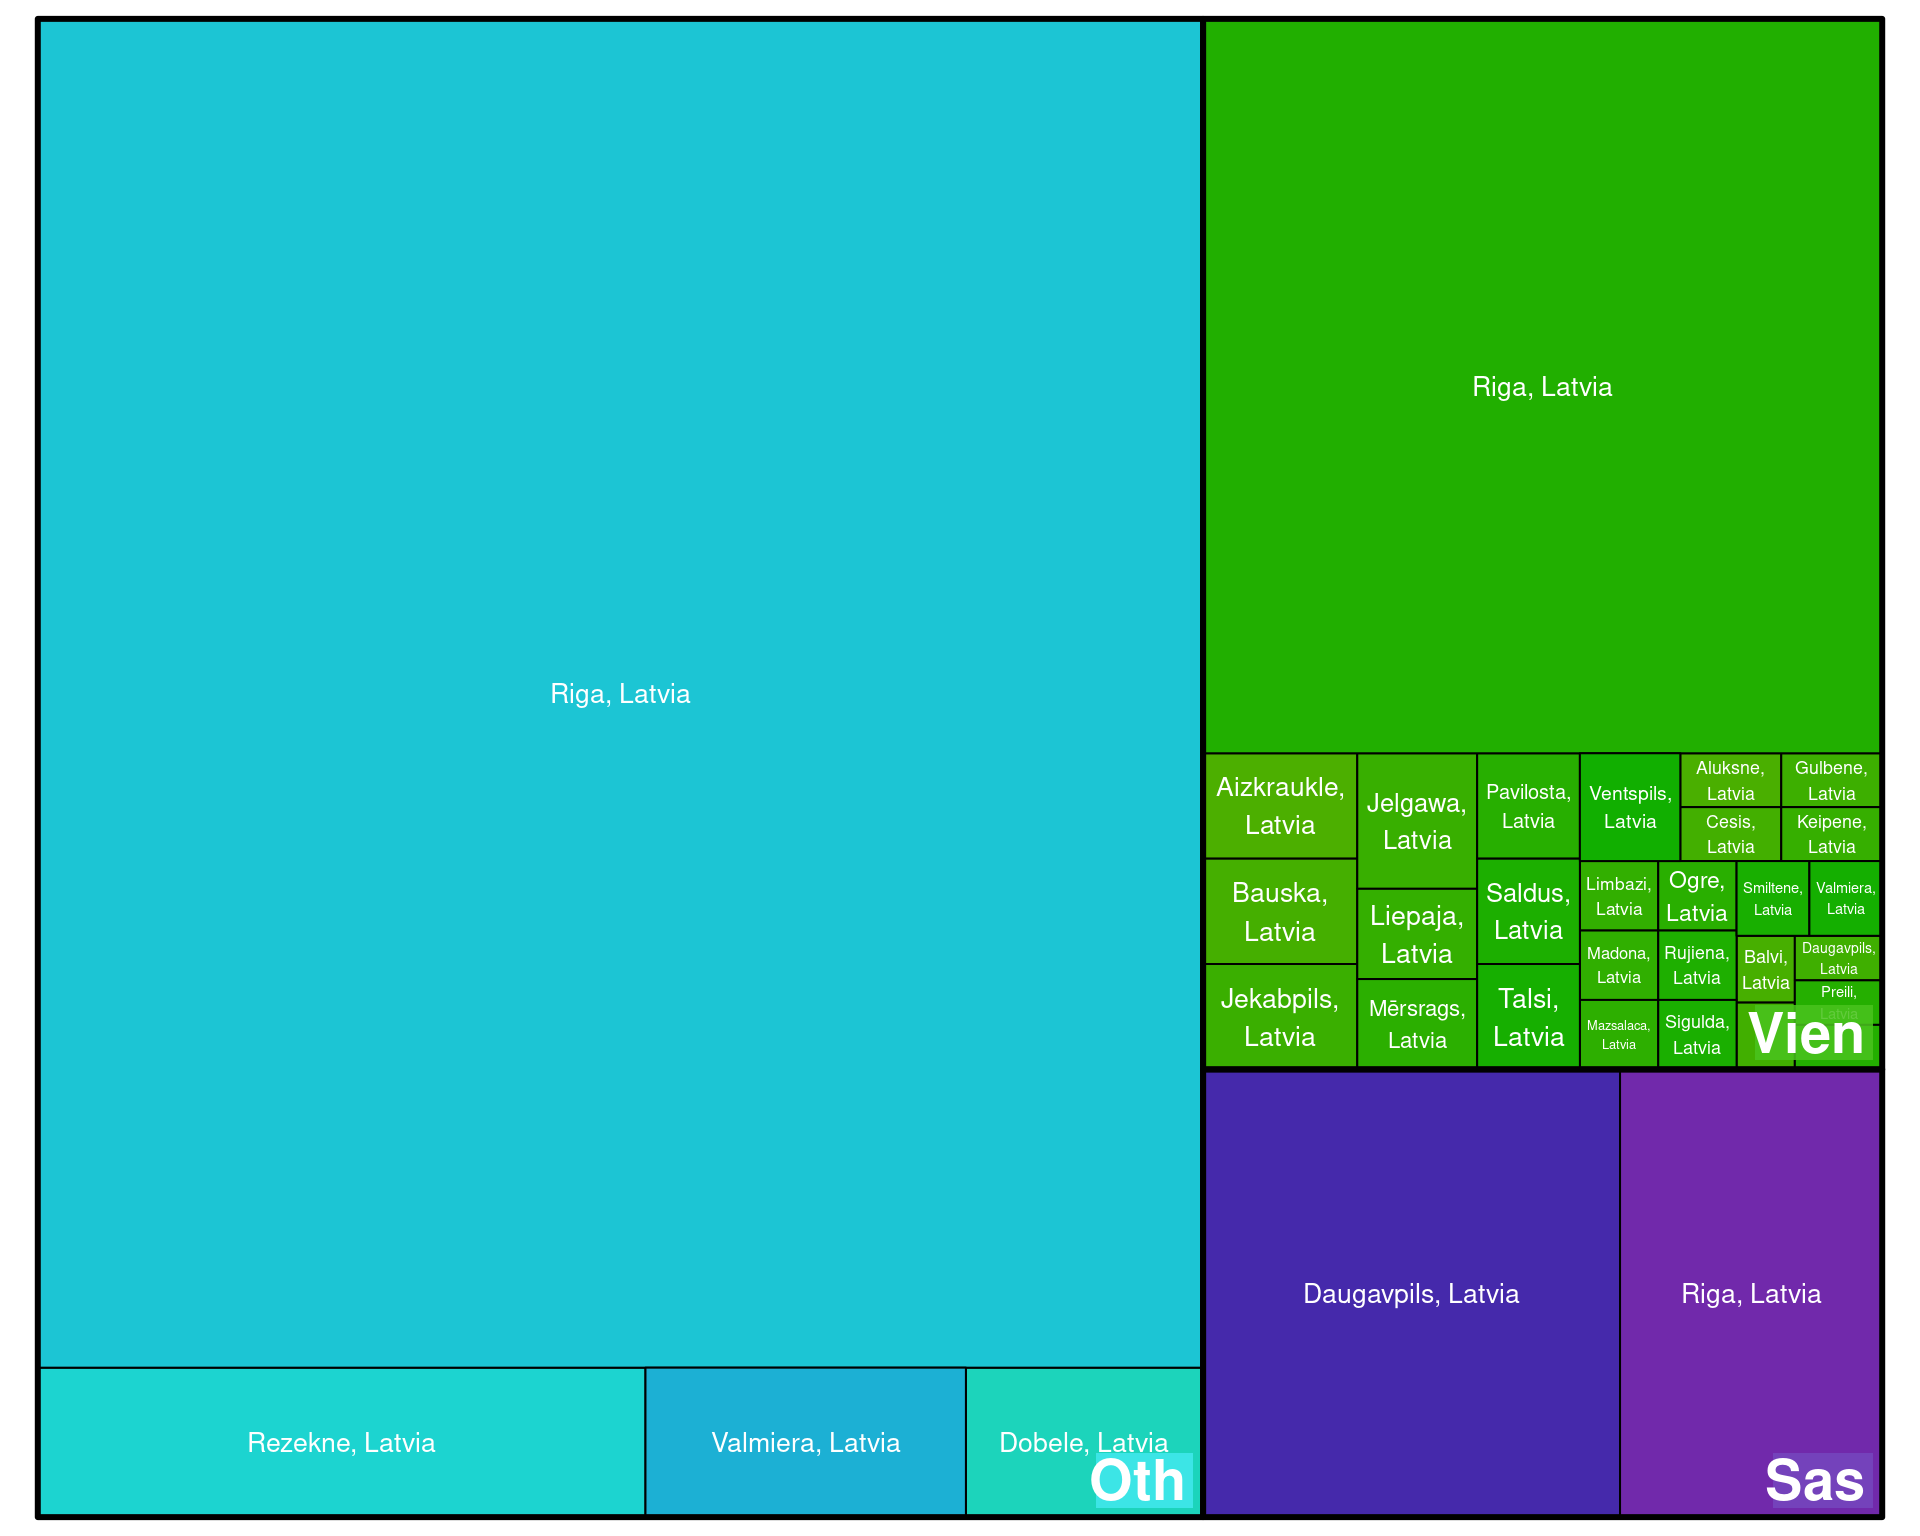 Riga, Latvia
Rezekne, Latvia
Valmiera, Latvia
Dobele, Latvia
Oth
Riga, Latvia
Aizkraukle,
Latvia
Bauska,
Latvia
Jekabpils,
Latvia
Jelgawa,
Latvia
Liepaja,
Latvia
Mērsrags,
Latvia
Pavilosta,
Latvia
Saldus,
Latvia
Talsi,
Latvia
Ventspils,
Latvia
Aluksne,
Latvia
Gulbene,
Latvia
Cesis,
Latvia
Keipene,
Latvia
Limbazi,
Latvia
Ogre,
Latvia
Smiltene,
Latvia
Valmiera,
Latvia
Madona,
Latvia
Rujiena,
Latvia
Balvi,
Latvia
Daugavpils,
Latvia
Preili,
Latvia
Mazsalaca,
Latvia
Sigulda,
Latvia
Vien
Daugavpils, Latvia
Riga, Latvia
Sas